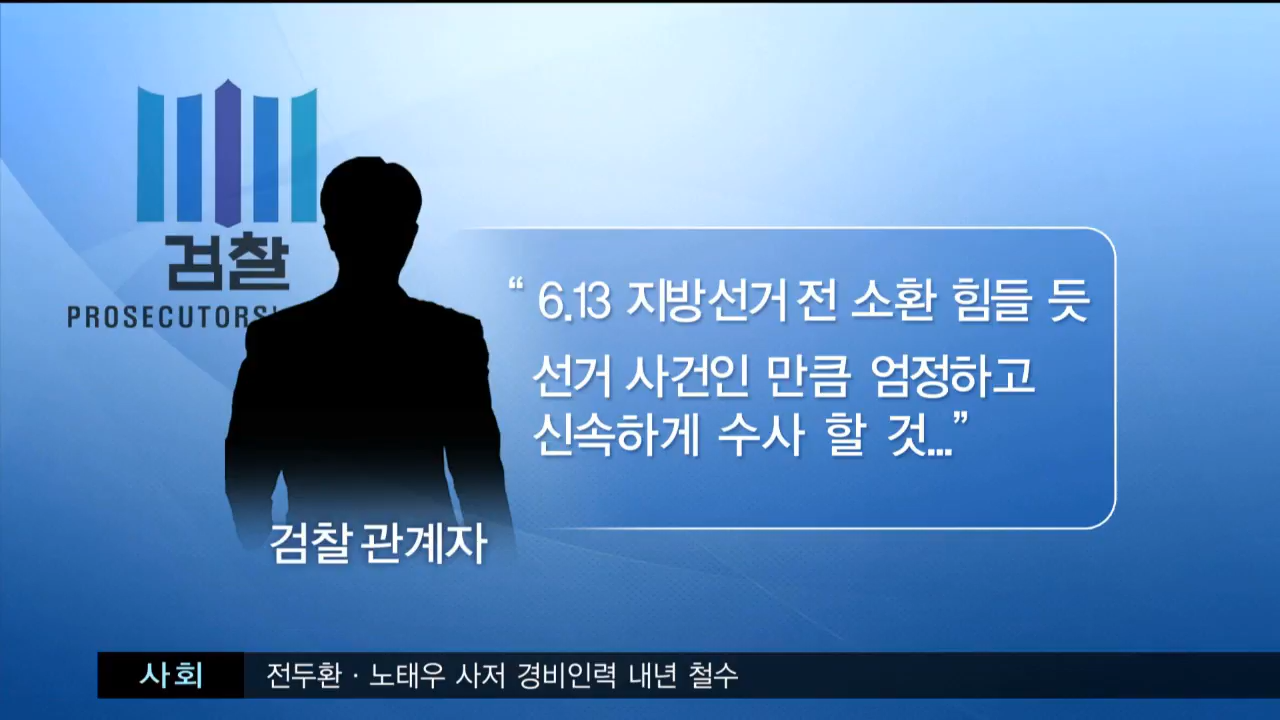 검찰
PROSECUTORS'
“ 6.13 지방선거 전 소환 힘들 듯
선거 사건인 만큼 엄정하고
신속하게 수사 할 것...”
검찰 관계자
사회 전두환·노태우 사저 경비인력 내년 철수